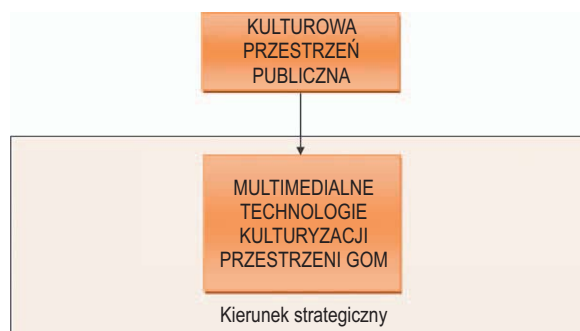 KULTUROWA
PRZESTRZEŃ
PUBLICZNA
MULTIMEDIALNE
TECHNOLOGIE
KULTURYZACJI
PRZESTRZENI GOM
Kierunek strategiczny